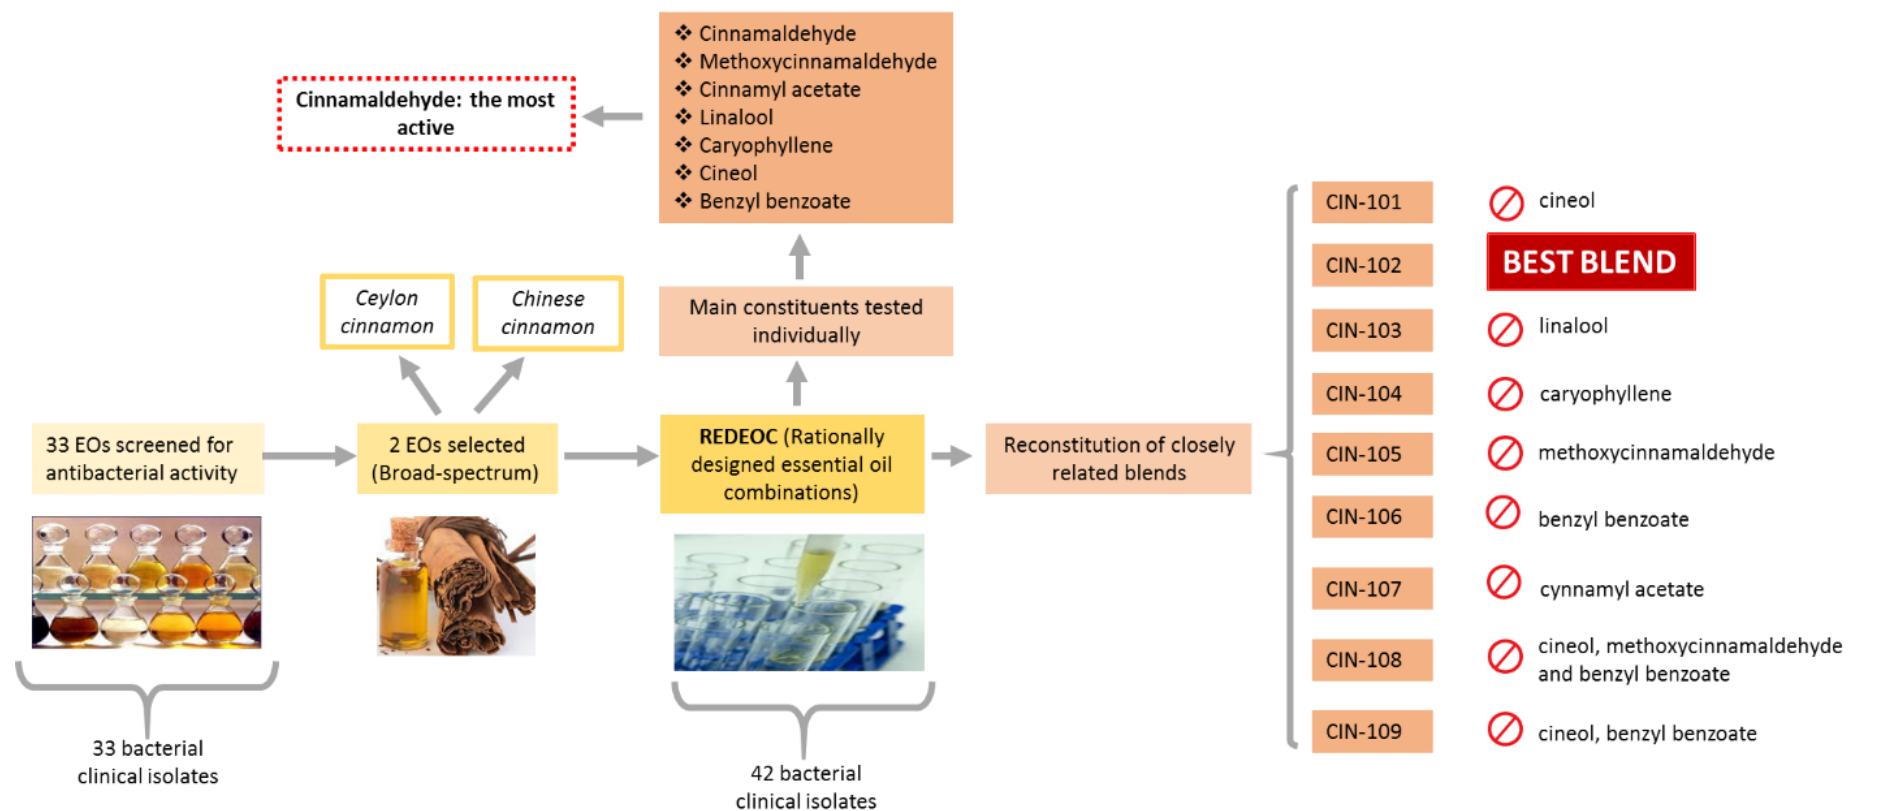 ❖ Cinnamaldehyde
❖ Methoxycinnamaldehyde
❖ Cinnamyl acetate
❖ Linalool
❖ Caryophyllene
❖ Cineol
❖ Benzyl benzoate
Cinnamaldehyde: the most
active
Ceylon
cinnamon
Chinese
cinnamon
Main constituents tested
individually
33 EOs screened for
antibacterial activity
2 EOs selected
(Broad-spectrum)
REDEOC (Rationally
designed essential oil
combinations)
Reconstitution of closely
related blends
33 bacterial
clinical isolates
42 bacterial
clinical isolates
CIN-101 cineol
CIN-102 BEST BLEND
CIN-103 linalool
CIN-104 caryophyllene
CIN-105 methoxycinnamaldehyde
CIN-106 benzyl benzoate
CIN-107 cynnamyl acetate
CIN-108 cineol, methoxycinnamaldehyde
and benzyl benzoate
CIN-109 cineol, benzyl benzoate